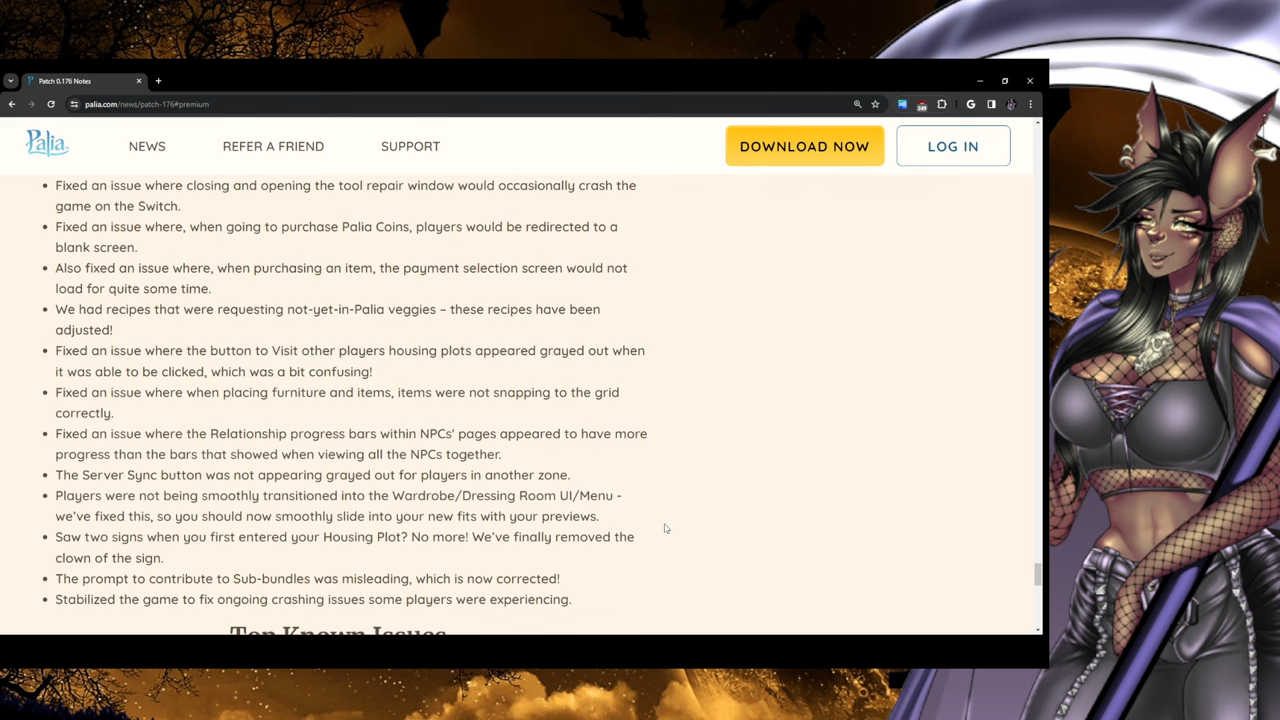 Patch 0.176 Notes
palia.com/news/patch-176#premium
Palia
NEWS
REFER A FRIEND
SUPPORT
DOWNLOAD NOW
LOG IN
• Fixed an issue where closing and opening the tool repair window would occasionally crash the
game on the Switch.
• Fixed an issue where, when going to purchase Palia Coins, players would be redirected to a
blank screen.
• Also fixed an issue where, when purchasing an item, the payment selection screen would not
load for quite some time.
• We had recipes that were requesting not-yet-in-Palia veggies – these recipes have been
adjusted!
• Fixed an issue where the button to Visit other players housing plots appeared grayed out when
it was able to be clicked, which was a bit confusing!
• Fixed an issue where when placing furniture and items, items were not snapping to the grid
correctly.
• Fixed an issue where the Relationship progress bars within NPCs' pages appeared to have more
progress than the bars that showed when viewing all the NPCs together.
• The Server Sync button was not appearing grayed out for players in another zone.
• Players were not being smoothly transitioned into the Wardrobe/Dressing Room UI/Menu -
we've fixed this, so you should now smoothly slide into your new fits with your previews.
• Saw two signs when you first entered your Housing Plot? No more! We've finally removed the
clown of the sign.
• The prompt to contribute to Sub-bundles was misleading, which is now corrected!
• Stabilized the game to fix ongoing crashing issues some players were experiencing.
Top Known Issues